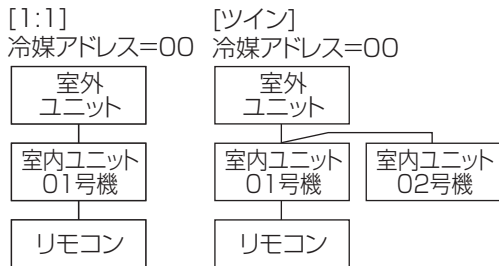 [1:1]
冷媒アドレス=00
室外
ユニット
室内ユニット
01号機
リモコン
[ツイン]
冷媒アドレス=00
室外
ユニット
室内ユニット
01号機
室内ユニット
02号機
リモコン